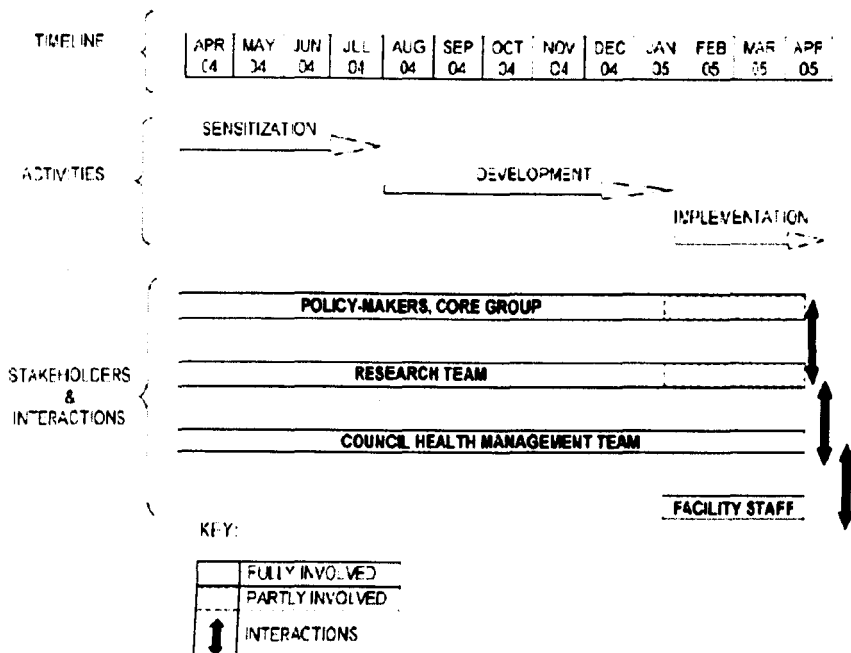 TIMELINE
APR MAY JUN JUL AUG SEP OCT NOV DEC JAN FEB MAR APR
04 04 04 04 04 04 04 04 04 05 05 05 05
SENSITIZATION
ACTIVITIES
DEVELOPMENT
IMPLEMENTATION
POLICY-MAKERS, CORE GROUP
RESEARCH TEAM
STAKEHOLDERS
&
INTERACTIONS
COUNCIL HEALTH MANAGEMENT TEAM
FACILITY STAFF
KEY:
FULLY INVOLVED
PARTLY INVOLVED
INTERACTIONS